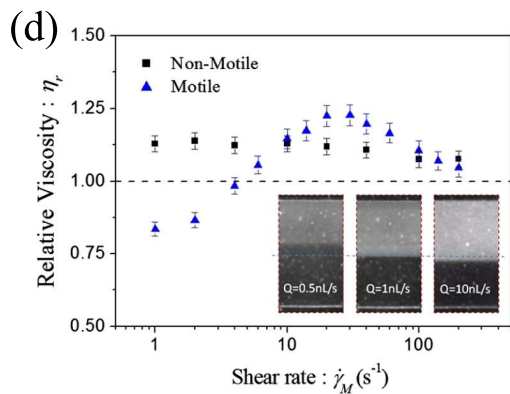 (d)
1.50
1.25
1.00
0.75
0.50
Relative Viscosity : ηr
Non-Motile
Motile
Q=0.5nL/s
Q=1nL/s
Q=10nL/s
1
10
100
Shear rate : γ̇M (s⁻¹)